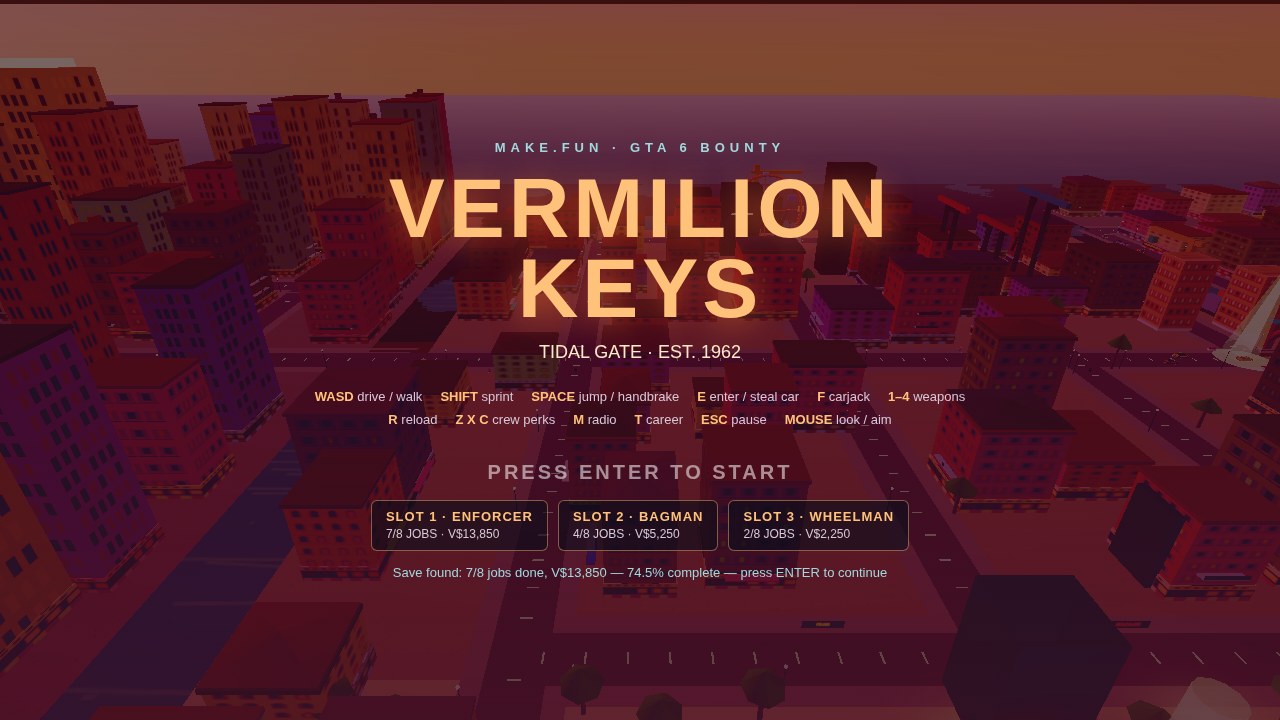 MAKE.FUN · GTA 6 BOUNTY
VERMILION
KEYS
TIDAL GATE · EST. 1962
WASD drive / walk SHIFT sprint SPACE jump / handbrake E enter / steal car F carjack 1–4 weapons
R reload Z X C crew perks M radio T career ESC pause MOUSE look / aim
PRESS ENTER TO START
SLOT 1 · ENFORCER
7/8 JOBS · V$13,850
SLOT 2 · BAGMAN
4/8 JOBS · V$5,250
SLOT 3 · WHEELMAN
2/8 JOBS · V$2,250
Save found: 7/8 jobs done, V$13,850 — 74.5% complete — press ENTER to continue